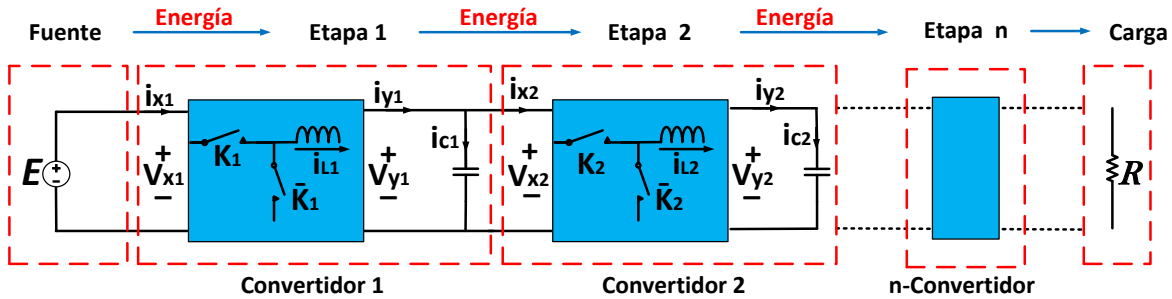 Energía Energía Energía
Fuente Etapa 1 Etapa 2 Etapa n Carga
ix1 iy1 ix2 iy2
ic1 ic2
E + − + Vx1 − K1 iL1 K̄1 + Vy1 − + Vx2 − K2 iL2 K̄2 + Vy2 − R
Convertidor 1 Convertidor 2 n-Convertidor